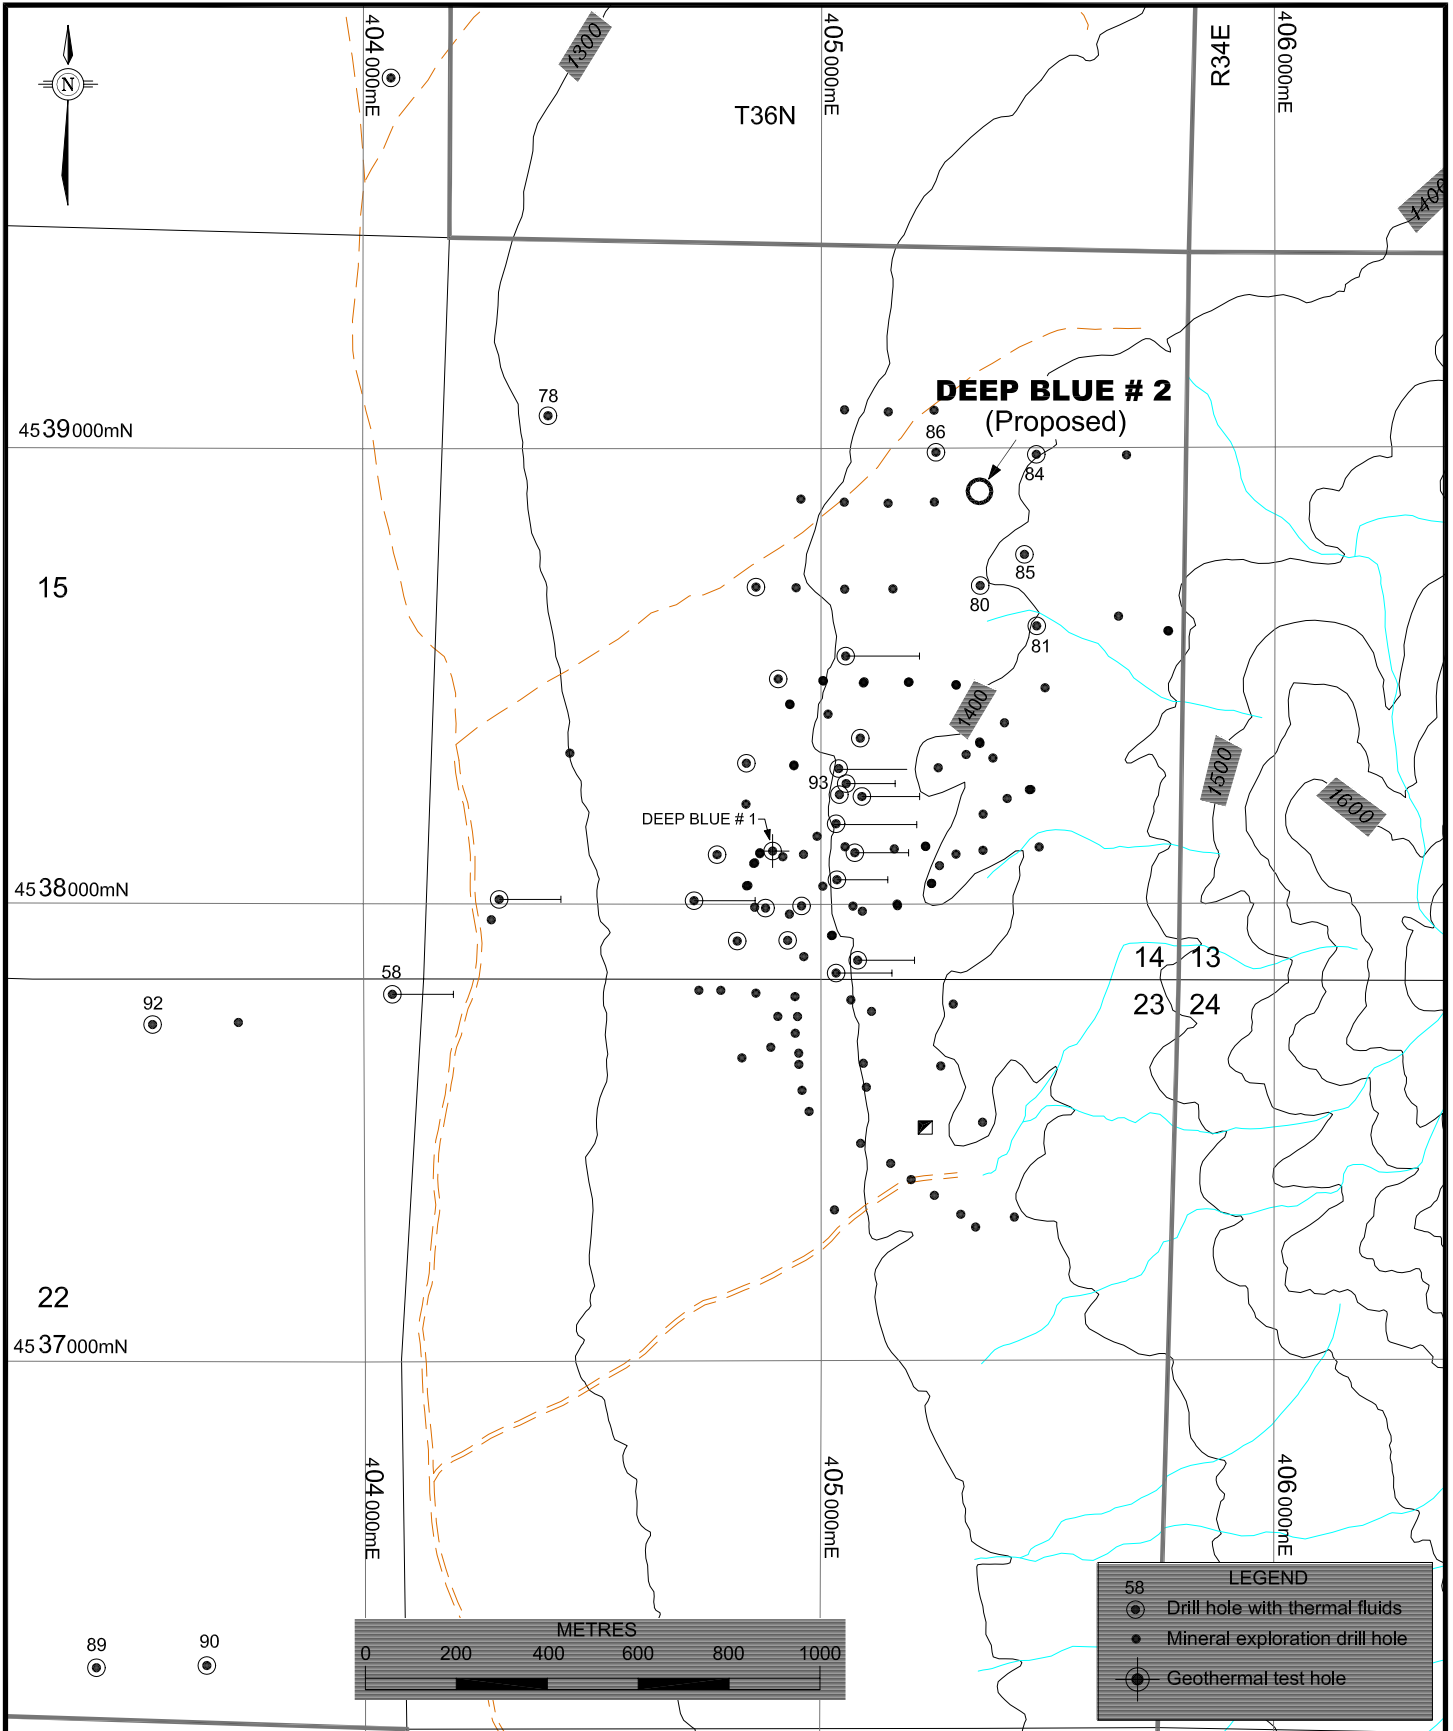 404000mE
405000mE
406000mE
R34E
1300
N
T36N
1400
DEEP BLUE # 2
(Proposed)
78
86
84
4539000mN
85
15
80
81
1400
1500
93
1600
DEEP BLUE # 1
4538000mN
14 13
58
92
23 24
22
4537000mN
404000mE
405000mE
406000mE
LEGEND
58
Drill hole with thermal fluids
Mineral exploration drill hole
Geothermal test hole
METRES
0 200 400 600 800 1000
89
90